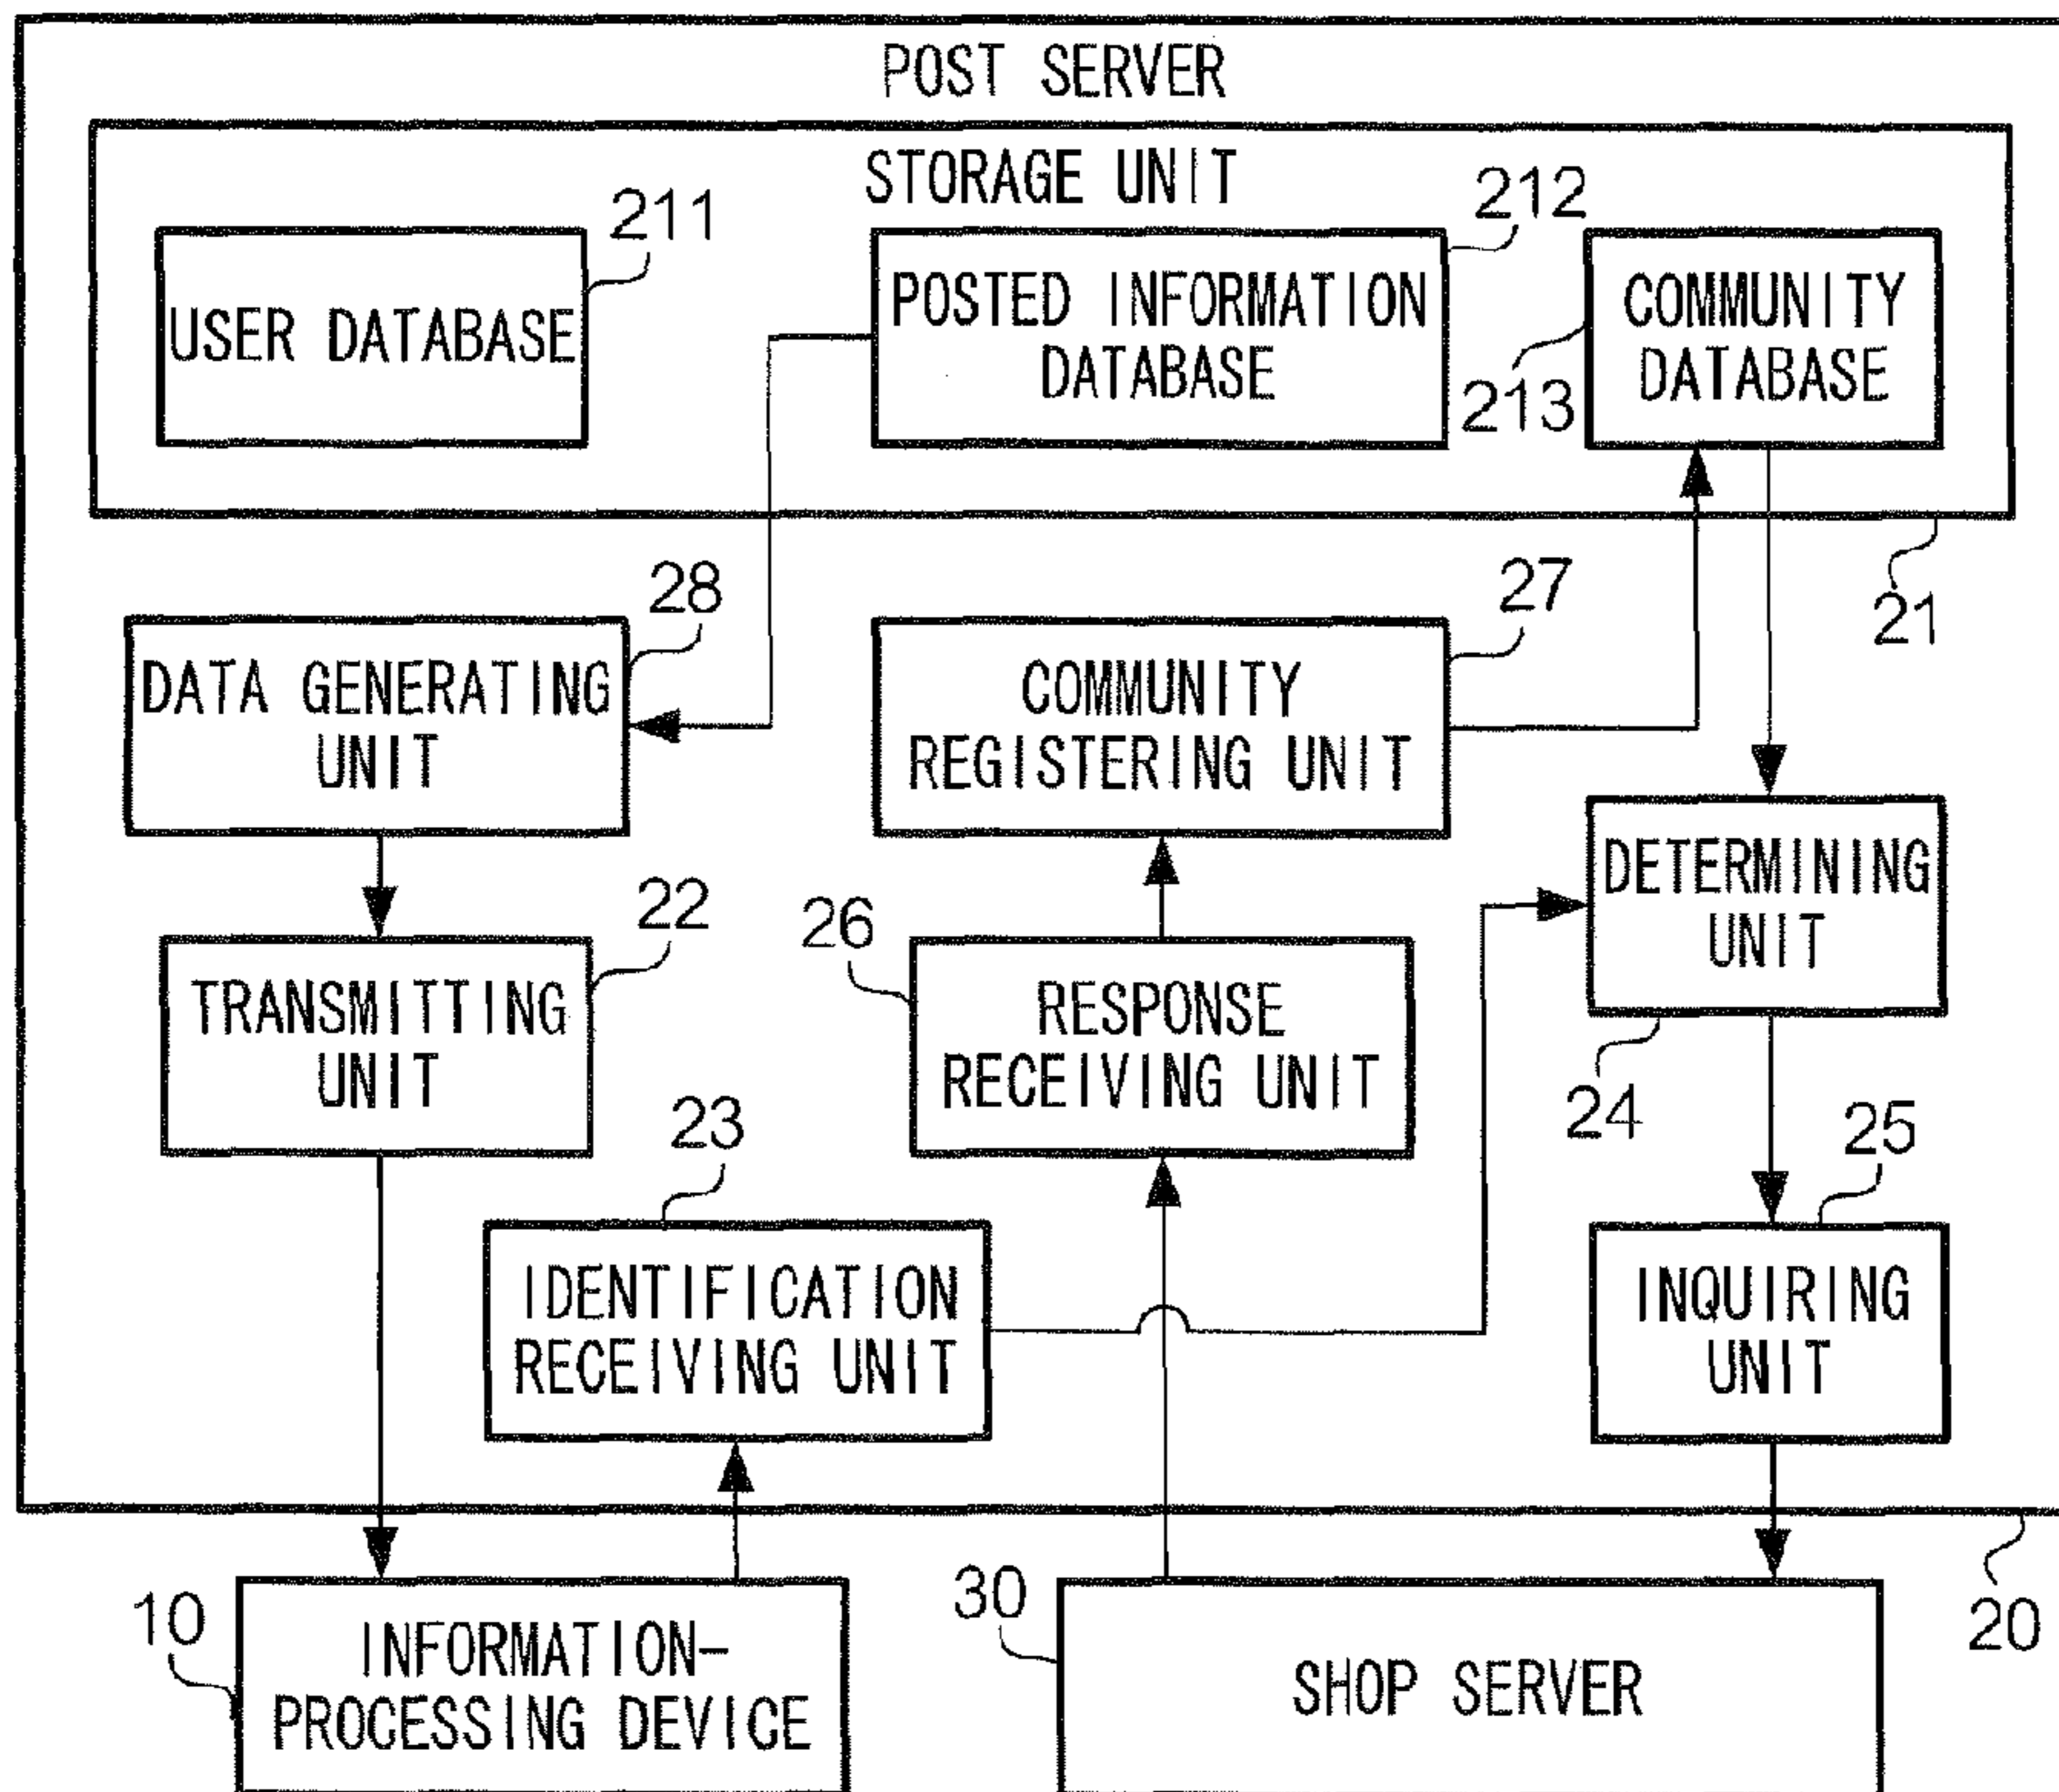 POST SERVER
STORAGE UNIT
211
212
USER DATABASE
POSTED INFORMATION
DATABASE
213
COMMUNITY
DATABASE
21
28
DATA GENERATING
UNIT
27
COMMUNITY
REGISTERING UNIT
DETERMINING
UNIT
24
22
TRANSMITTING
UNIT
26
RESPONSE
RECEIVING UNIT
23
IDENTIFICATION
RECEIVING UNIT
25
INQUIRING
UNIT
20
10
INFORMATION-
PROCESSING DEVICE
30
SHOP SERVER